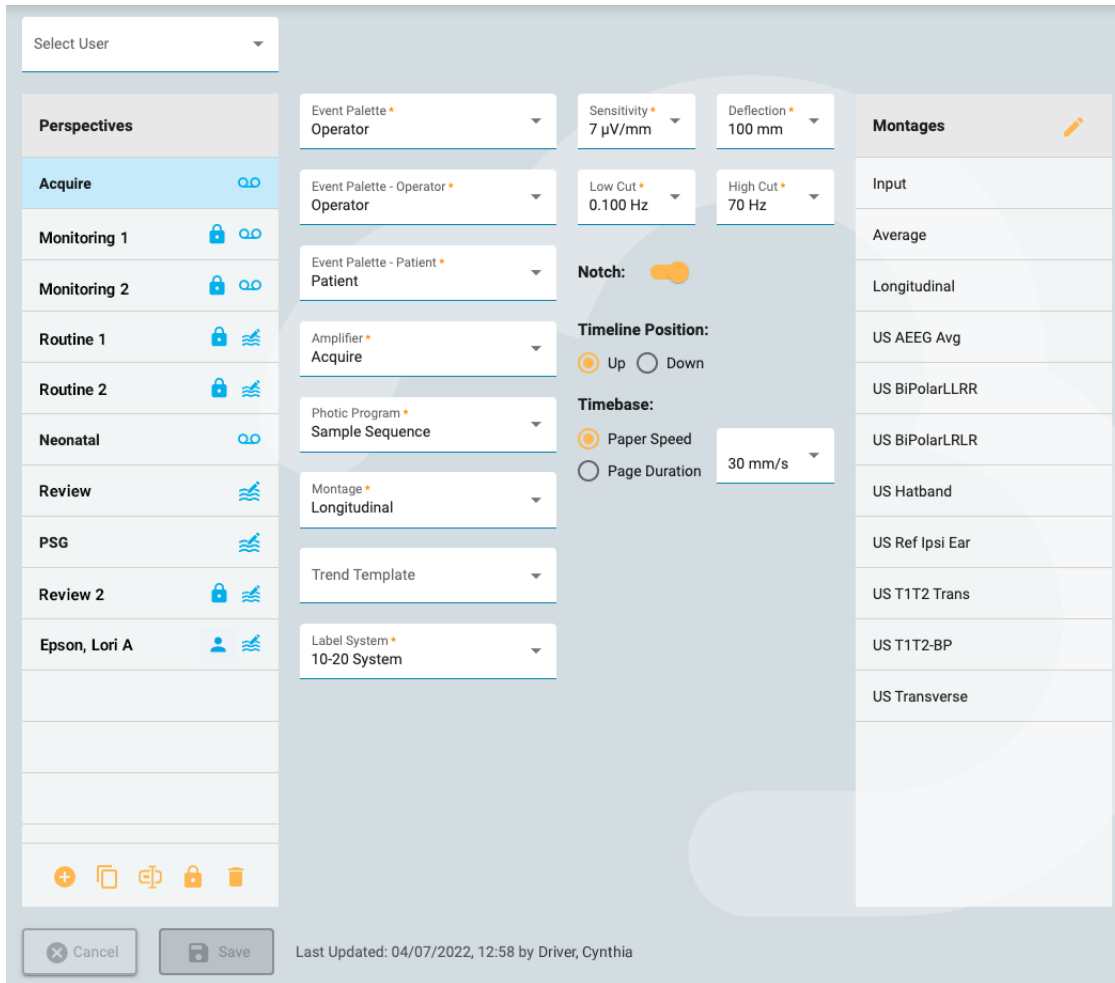 Select User
Perspectives
Acquire
Monitoring 1
Monitoring 2
Routine 1
Routine 2
Neonatal
Review
PSG
Review 2
Epson, Lori A
Event Palette *
Operator
Event Palette - Operator *
Operator
Event Palette - Patient *
Patient
Amplifier *
Acquire
Photic Program *
Sample Sequence
Montage *
Longitudinal
Trend Template
Label System *
10-20 System
Sensitivity *
7 µV/mm
Deflection *
100 mm
Low Cut *
0.100 Hz
High Cut *
70 Hz
Notch:
Timeline Position:
Up Down
Timebase:
Paper Speed
Page Duration
30 mm/s
Montages
Input
Average
Longitudinal
US AEEG Avg
US BiPolarLLRR
US BiPolarLRLR
US Hatband
US Ref Ipsi Ear
US T1T2 Trans
US T1T2-BP
US Transverse
Cancel
Save
Last Updated: 04/07/2022, 12:58 by Driver, Cynthia